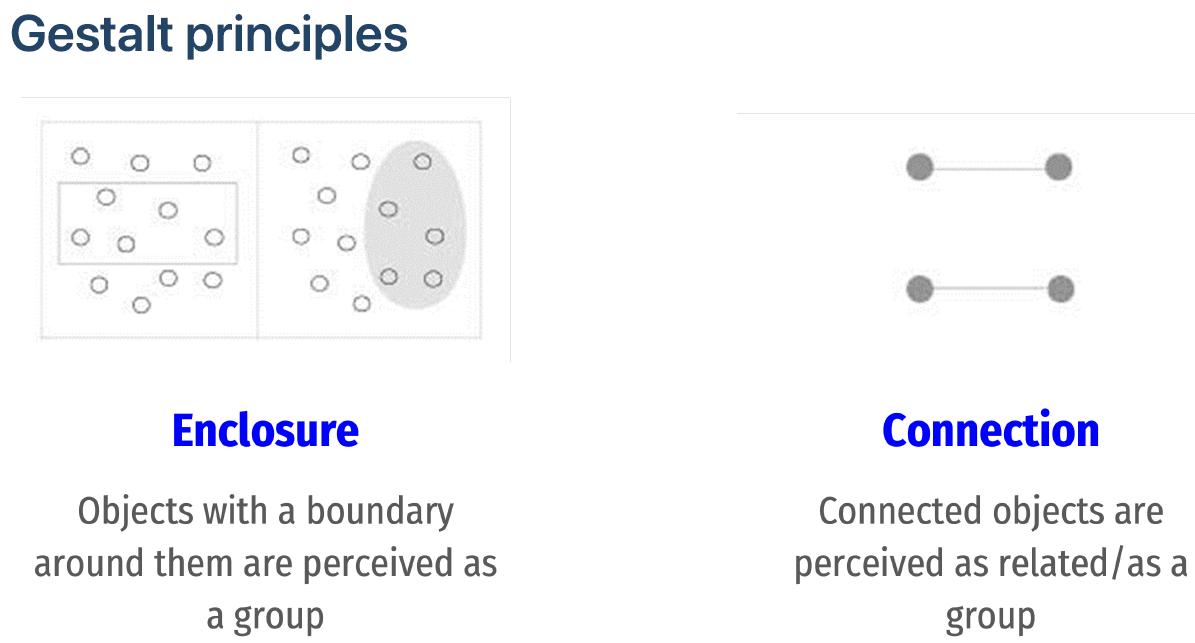 Gestalt principles
Enclosure
Objects with a boundary
around them are perceived as
a group
Connection
Connected objects are
perceived as related/as a
group